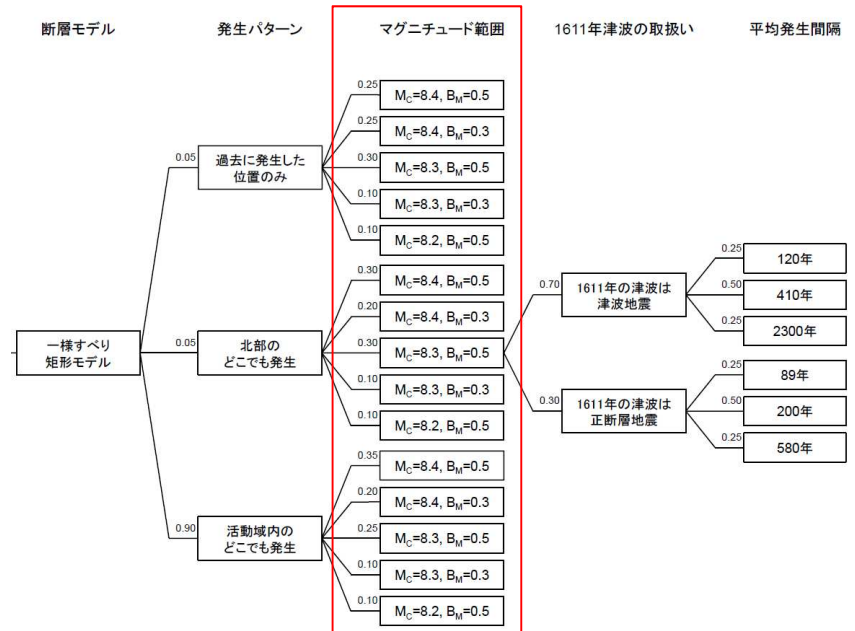 断層モデル
発生パターン
マグニチュード範囲
1611年津波の取扱い
平均発生間隔
一様すべり
矩形モデル
0.05
過去に発生した
位置のみ
0.25
MC=8.4, BM=0.5
0.25
MC=8.4, BM=0.3
0.30
MC=8.3, BM=0.5
0.10
MC=8.3, BM=0.3
0.10
MC=8.2, BM=0.5
0.05
北部の
どこでも発生
0.30
MC=8.4, BM=0.5
0.20
MC=8.4, BM=0.3
0.30
MC=8.3, BM=0.5
0.10
MC=8.3, BM=0.3
0.10
MC=8.2, BM=0.5
0.90
活動域内の
どこでも発生
0.35
MC=8.4, BM=0.5
0.20
MC=8.4, BM=0.3
0.25
MC=8.3, BM=0.5
0.10
MC=8.3, BM=0.3
0.10
MC=8.2, BM=0.5
0.70
1611年の津波は
津波地震
0.25
120年
0.50
410年
0.25
2300年
0.30
1611年の津波は
正断層地震
0.25
89年
0.50
200年
0.25
580年